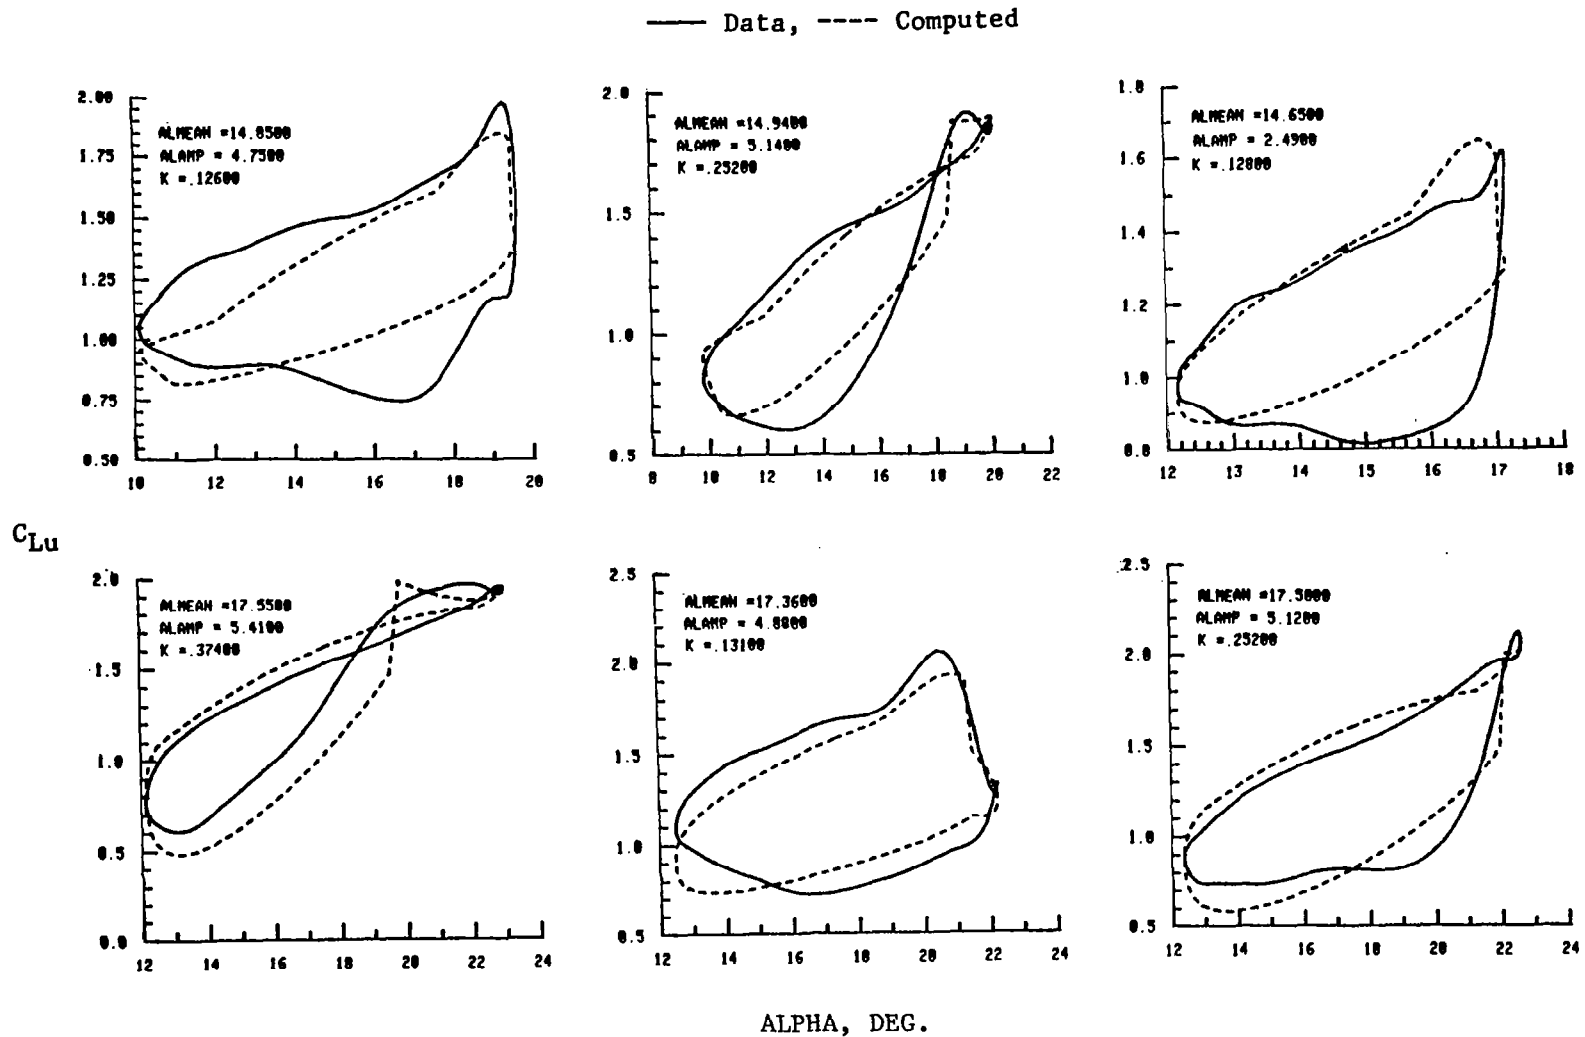 —— Data, ---- Computed
2.00
1.75
1.50
1.25
1.00
0.75
0.50
ALMEAN =14.8500
ALAMP = 4.7500
K =.12600
10 12 14 16 18 20
2.0
1.5
1.0
0.5
ALMEAN =14.9400
ALAMP = 5.1400
K =.25200
8 10 12 14 16 18 20 22
1.8
1.6
1.4
1.2
1.0
0.8
ALMEAN =14.6500
ALAMP = 2.4900
K =.12800
12 13 14 15 16 17 18
CLu
2.0
1.5
1.0
0.5
0.0
ALMEAN =17.5500
ALAMP = 5.4100
K =.37400
12 14 16 18 20 22 24
2.5
2.0
1.5
1.0
0.5
ALMEAN =17.3600
ALAMP = 4.8800
K =.13100
12 14 16 18 20 22 24
2.5
2.0
1.5
1.0
0.5
ALMEAN =17.5000
ALAMP = 5.1200
K =.25200
12 14 16 18 20 22 24
ALPHA, DEG.